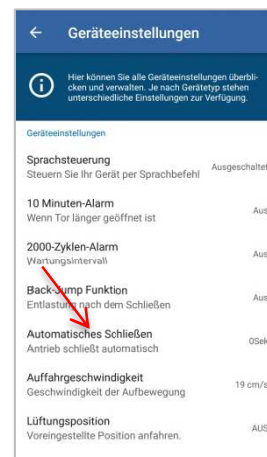 Geräteeinstellungen
Hier können Sie alle Geräteeinstellungen überbli-
cken und verwalten. Je nach Gerätetyp stehen
unterschiedliche Einstellungen zur Verfügung.
Geräteeinstellungen
Sprachsteuerung
Steuern Sie Ihr Gerät per Sprachbefehl
Ausgeschaltet
10 Minuten-Alarm
Wenn Tor länger geöffnet ist
Aus
2000-Zyklen-Alarm
Wartungsintervall
Aus
Back-Jump Funktion
Entlastung nach dem Schließen
Aus
Automatisches Schließen
Antrieb schließt automatisch
0Sek
Auffahrgeschwindigkeit
Geschwindigkeit der Aufbewegung
19 cm/s
Lüftungsposition
Voreingestellte Position anfahren.
AUS